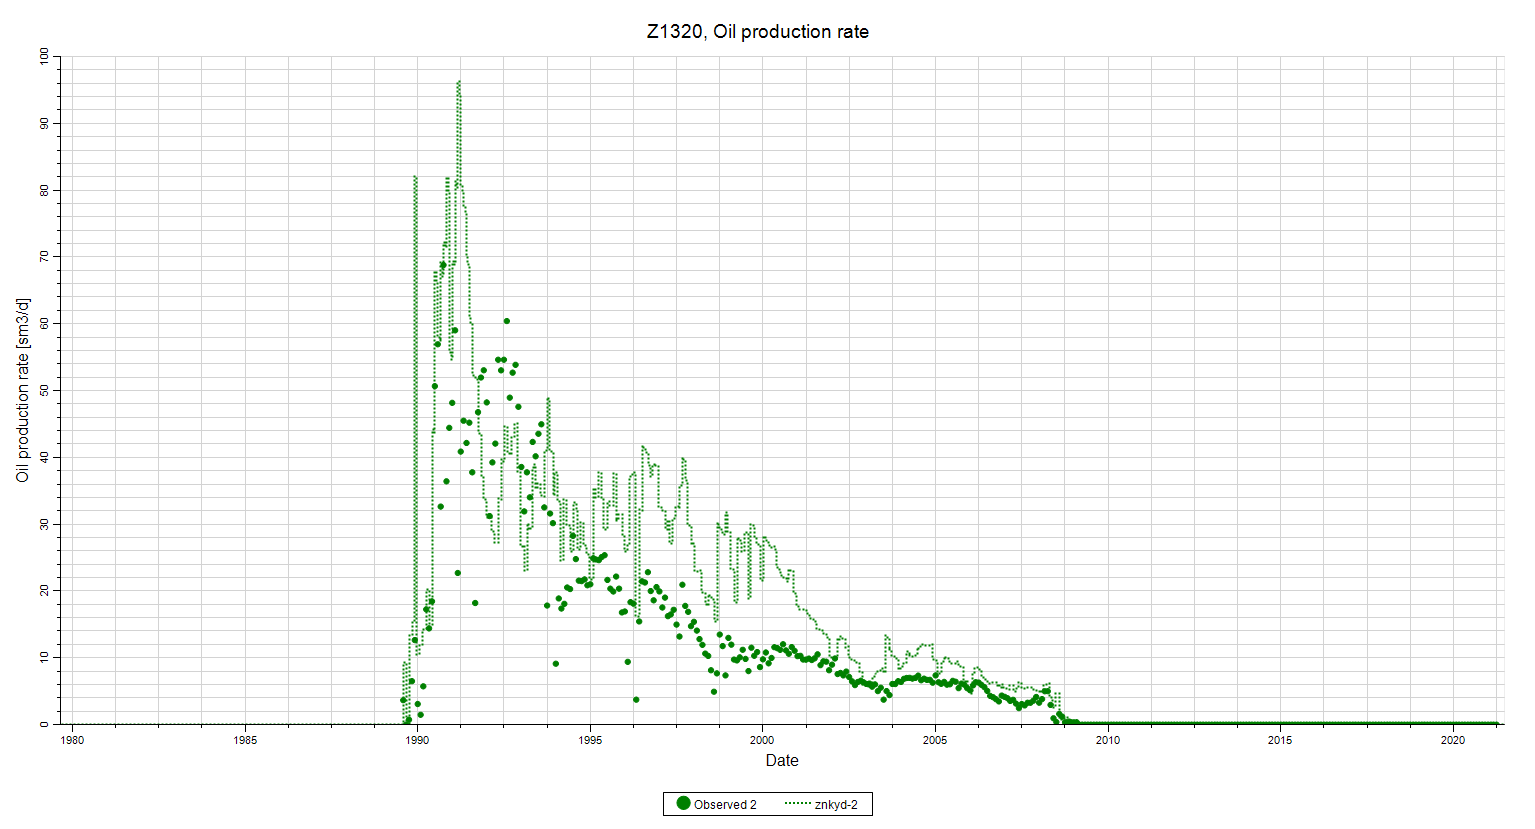 Z1320, Oil production rate
100
90
80
70
60
50
40
30
20
10
0
Oil production rate [sm3/d]
1980 1985 1990 1995 2000 2005 2010 2015 2020
Date
Observed 2 znkyd-2